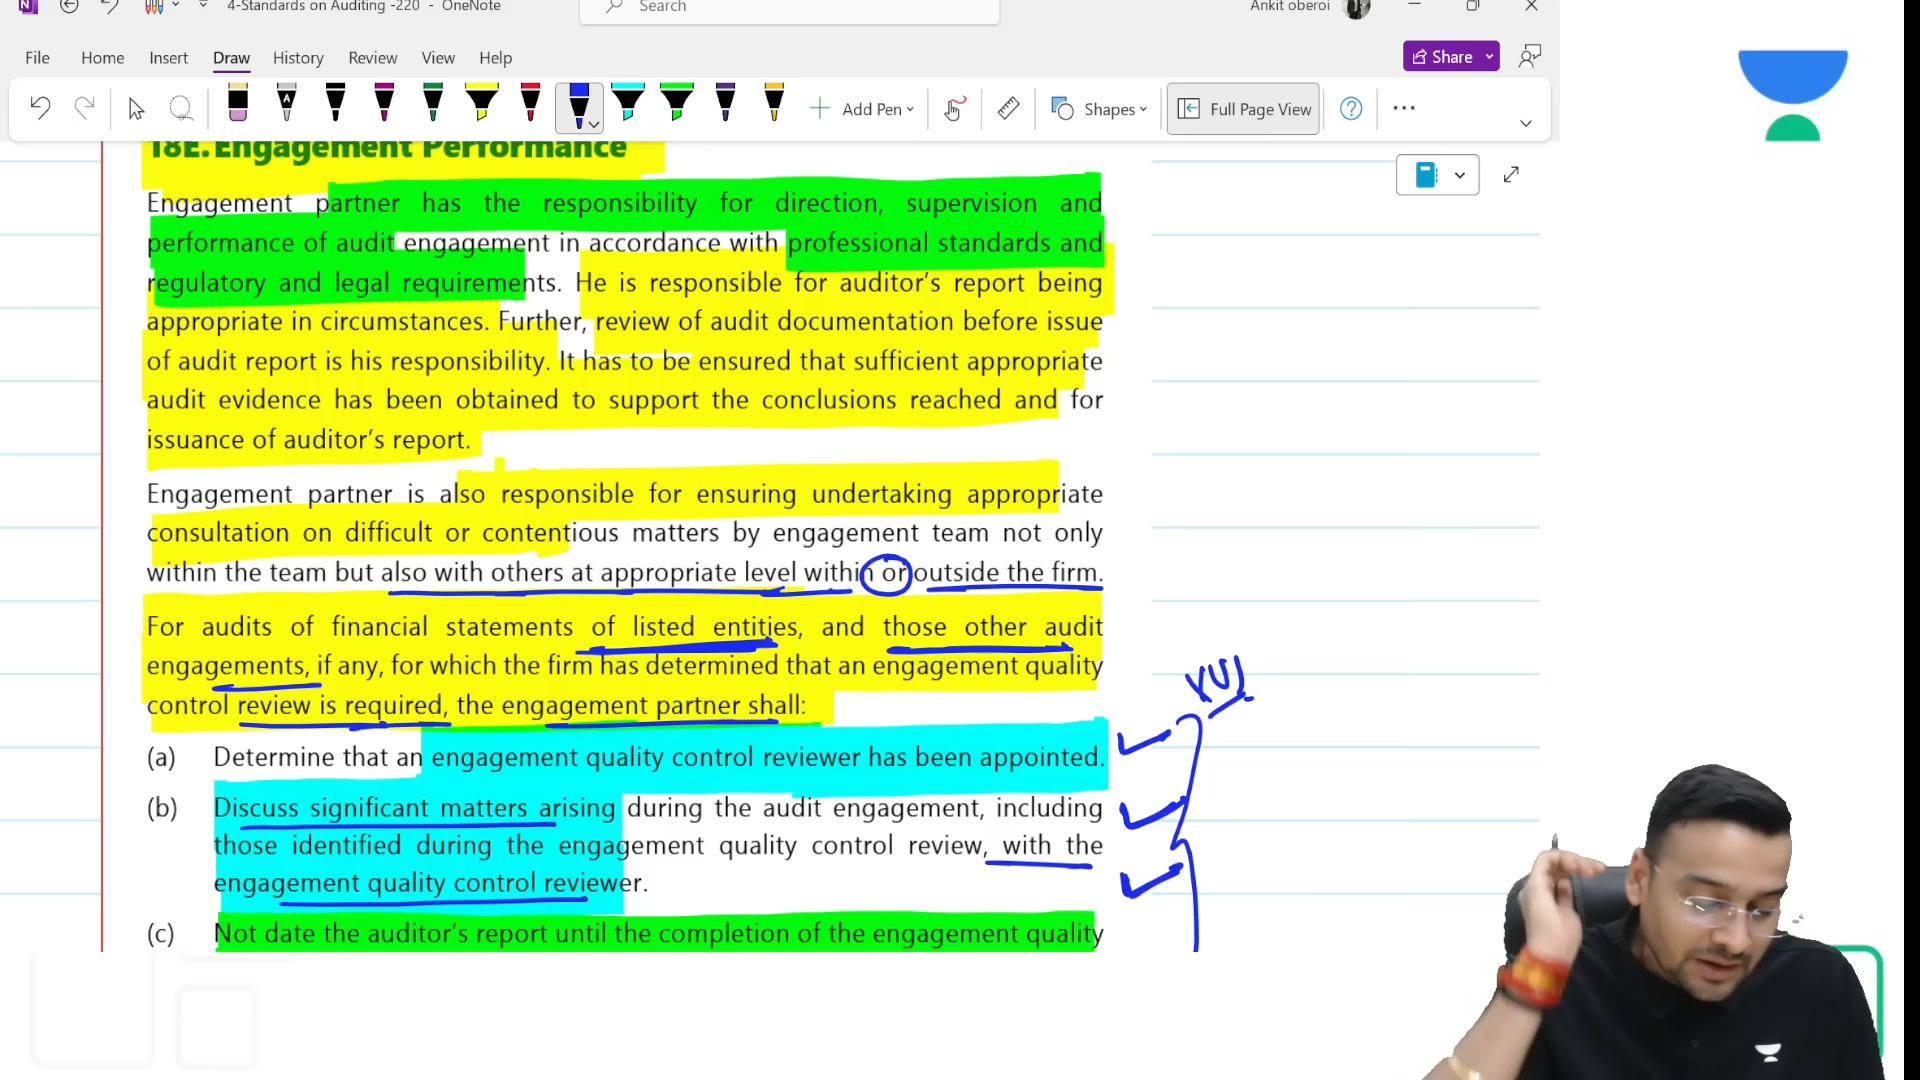 4-Standards on Auditing -220 - OneNote
Search
Ankit oberoi
File Home Insert Draw History Review View Help
Share
Add Pen
Shapes
Full Page View
18E. Engagement Performance
Engagement partner has the responsibility for direction, supervision and
performance of audit engagement in accordance with professional standards and
regulatory and legal requirements. He is responsible for auditor's report being
appropriate in circumstances. Further, review of audit documentation before issue
of audit report is his responsibility. It has to be ensured that sufficient appropriate
audit evidence has been obtained to support the conclusions reached and for
issuance of auditor's report.
Engagement partner is also responsible for ensuring undertaking appropriate
consultation on difficult or contentious matters by engagement team not only
within the team but also with others at appropriate level within or outside the firm.
For audits of financial statements of listed entities, and those other audit
engagements, if any, for which the firm has determined that an engagement quality
control review is required, the engagement partner shall:
(a) Determine that an engagement quality control reviewer has been appointed.
(b) Discuss significant matters arising during the audit engagement, including
those identified during the engagement quality control review, with the
engagement quality control reviewer.
(c) Not date the auditor's report until the completion of the engagement quality